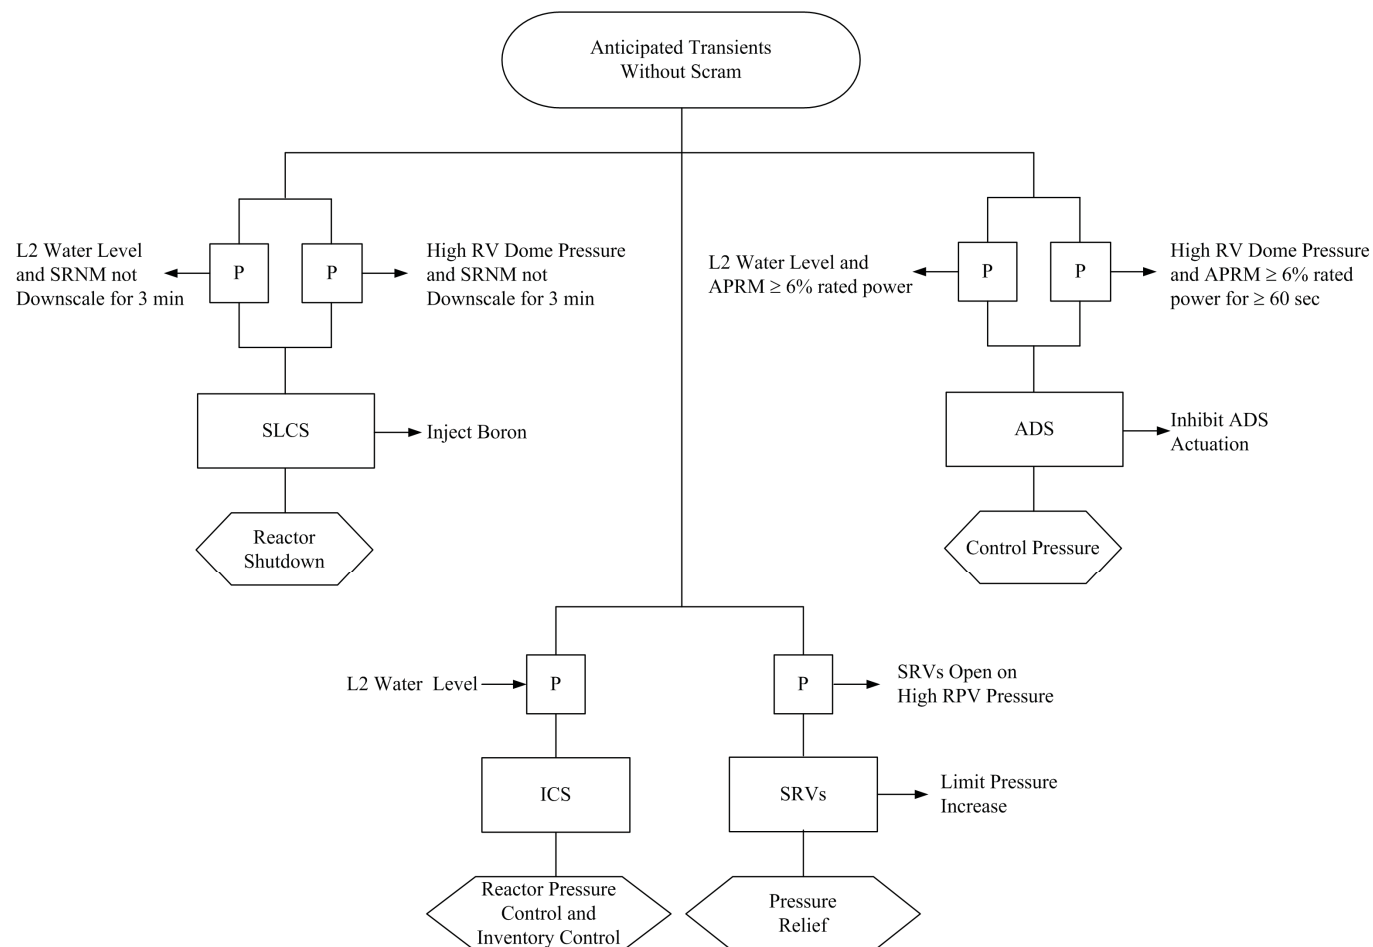 Anticipated Transients
Without Scram
L2 Water Level
and SRNM not
Downscale for 3 min
P
P
High RV Dome Pressure
and SRNM not
Downscale for 3 min
L2 Water Level and
APRM ≥ 6% rated power
P
P
High RV Dome Pressure
and APRM ≥ 6% rated
power for ≥ 60 sec
SLCS
Inject Boron
ADS
Inhibit ADS
Actuation
Reactor
Shutdown
Control Pressure
L2 Water Level
P
P
SRVs Open on
High RPV Pressure
ICS
SRVs
Limit Pressure
Increase
Reactor Pressure
Control and
Inventory Control
Pressure
Relief